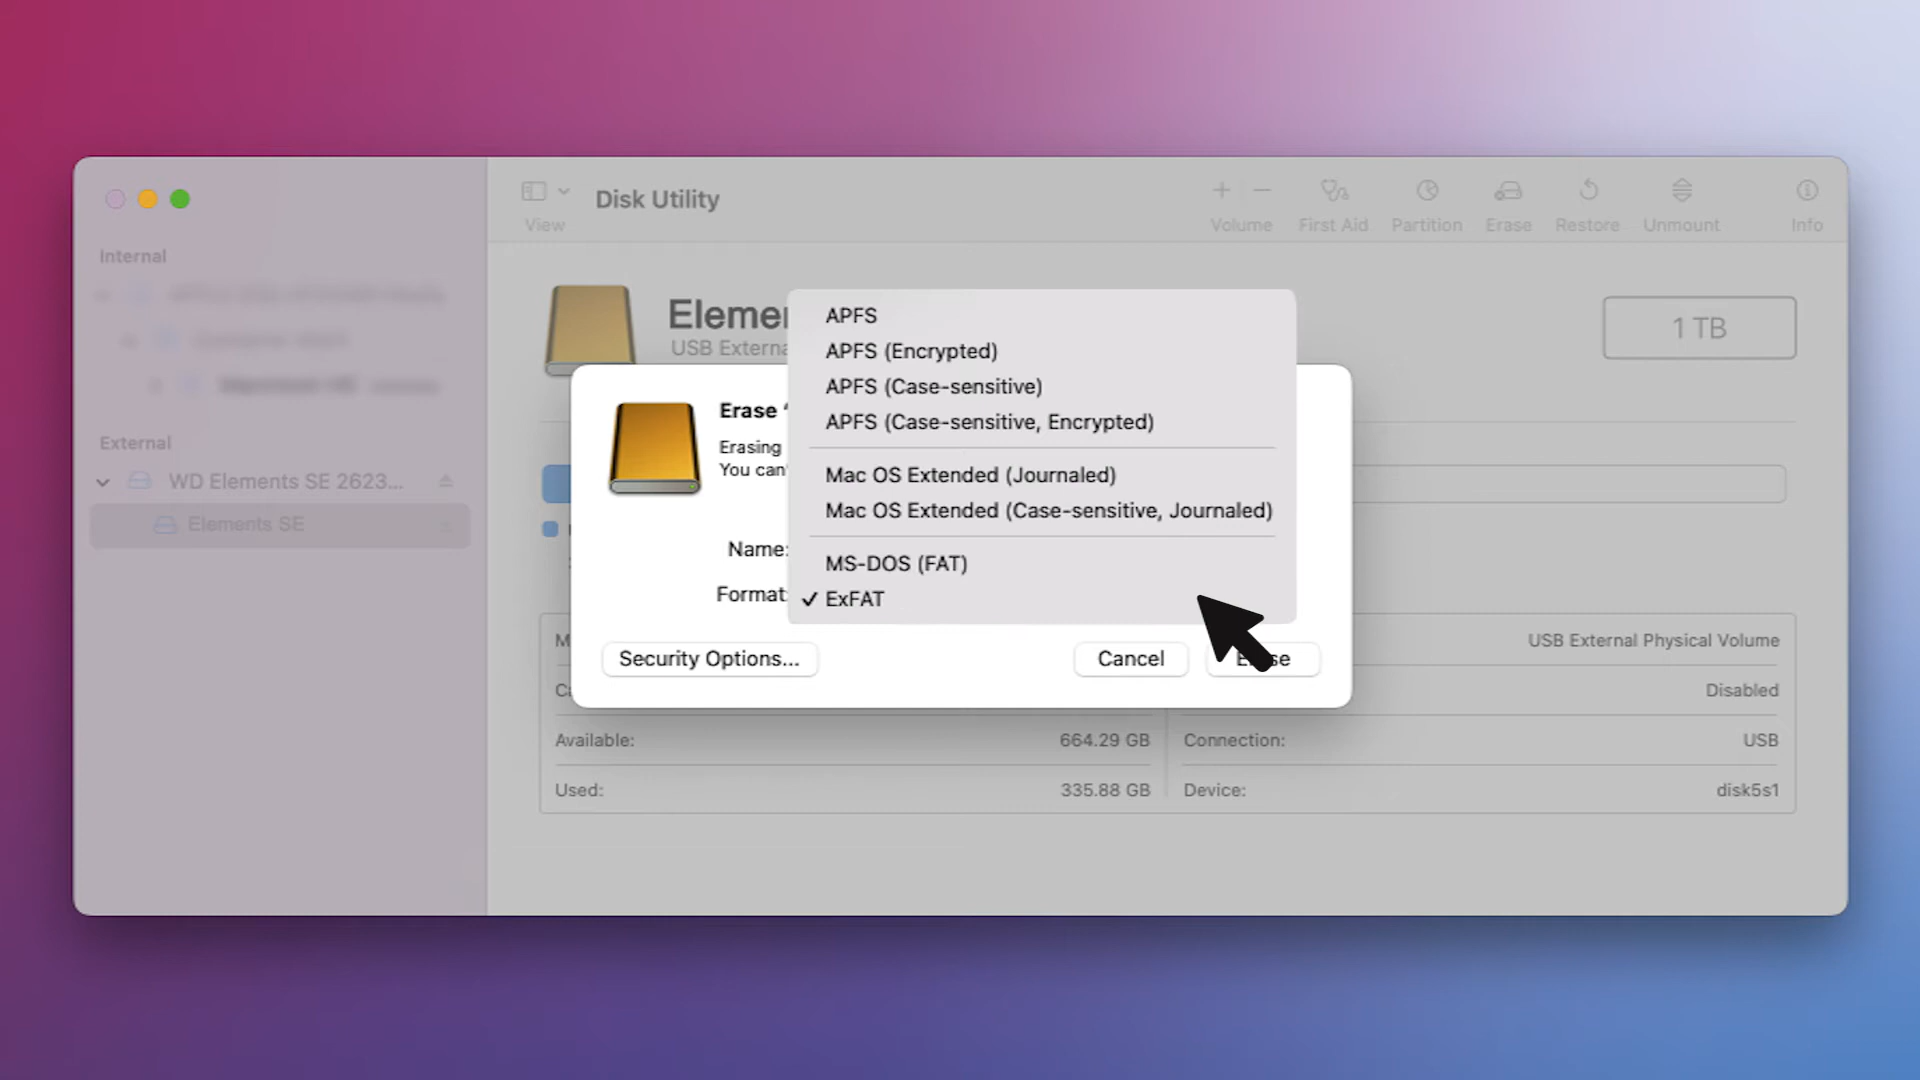 Disk Utility
View
Volume
First Aid
Partition
Erase
Restore
Unmount
Info
Internal
External
WD Elements SE 2623...
Elements SE
USB
1 TB
APFS
APFS (Encrypted)
APFS (Case-sensitive)
APFS (Case-sensitive, Encrypted)
Mac OS Extended (Journaled)
Mac OS Extended (Case-sensitive, Journaled)
MS-DOS (FAT)
✓ ExFAT
Erase
Erasing
You
Name:
Format:
Security Options...
Cancel
USB External Physical Volume
Disabled
Available: 664.29 GB
Connection: USB
Used: 335.88 GB
Device: disk5s1